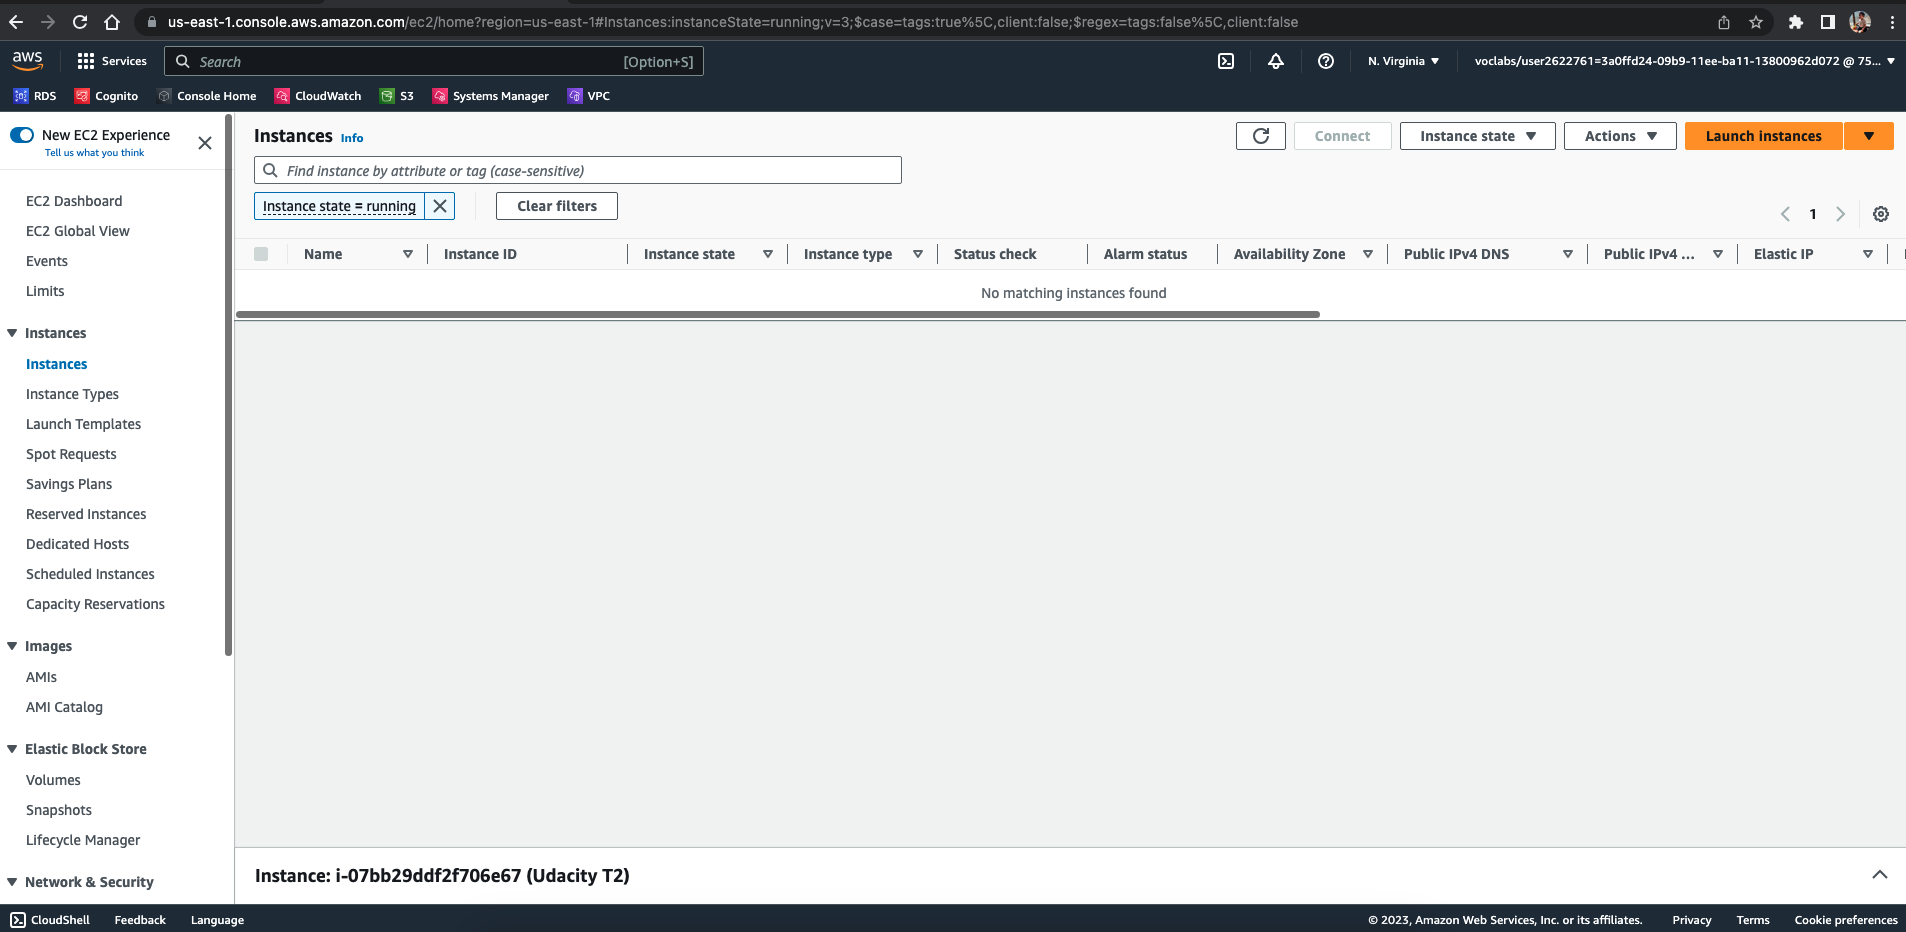 us-east-1.console.aws.amazon.com/ec2/home?region=us-east-1#Instances:instanceState=running;v=3;$case=tags:true%5C,client:false;$regex=tags:false%5C,client:false
aws Services Search [Option+S] N. Virginia voclabs/user2622761=3a0ffd24-09b9-11ee-ba11-13800962d072 @ 75...
RDS Cognito Console Home CloudWatch S3 Systems Manager VPC
New EC2 Experience
Tell us what you think
EC2 Dashboard
EC2 Global View
Events
Limits
Instances
Instances
Instance Types
Launch Templates
Spot Requests
Savings Plans
Reserved Instances
Dedicated Hosts
Scheduled Instances
Capacity Reservations
Images
AMIs
AMI Catalog
Elastic Block Store
Volumes
Snapshots
Lifecycle Manager
Network & Security
Instances Info Connect Instance state Actions Launch instances
Find instance by attribute or tag (case-sensitive)
Instance state = running Clear filters
1
Name Instance ID Instance state Instance type Status check Alarm status Availability Zone Public IPv4 DNS Public IPv4 ... Elastic IP
No matching instances found
Instance: i-07bb29ddf2f706e67 (Udacity T2)
CloudShell Feedback Language © 2023, Amazon Web Services, Inc. or its affiliates. Privacy Terms Cookie preferences